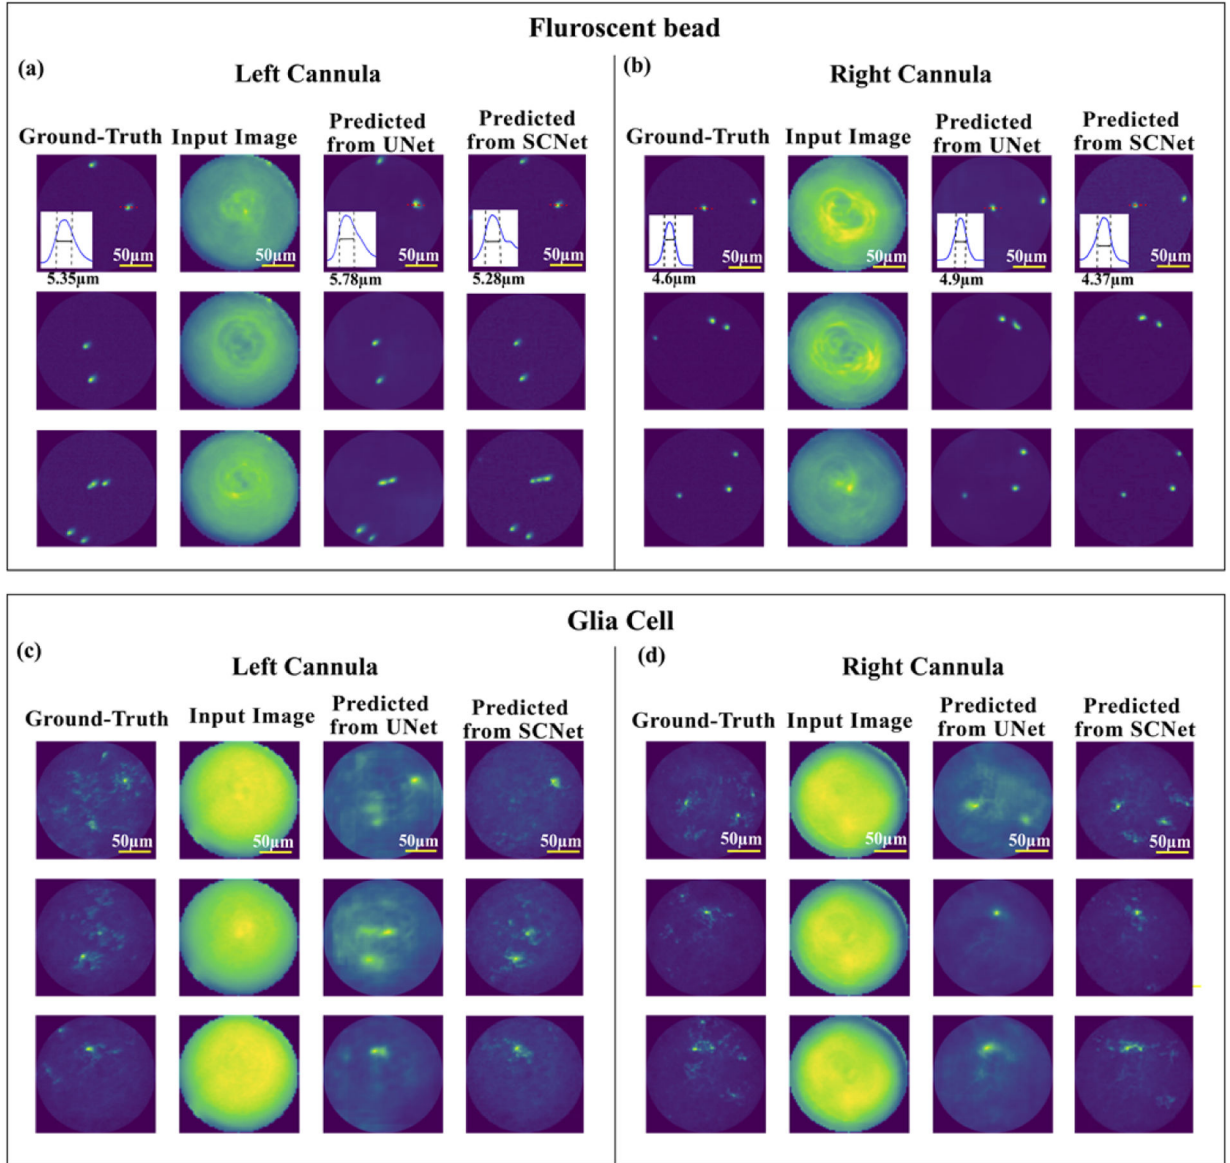 Fluroscent bead
(a)
Left Cannula
Ground-Truth
Input Image
Predicted
from UNet
Predicted
from SCNet
50µm
50µm
50µm
50µm
5.35µm
5.78µm
5.28µm
(b)
Right Cannula
Ground-Truth
Input Image
Predicted
from UNet
Predicted
from SCNet
50µm
50µm
50µm
50µm
4.6µm
4.9µm
4.37µm
Glia Cell
(c)
Left Cannula
Ground-Truth
Input Image
Predicted
from UNet
Predicted
from SCNet
50µm
50µm
50µm
50µm
(d)
Right Cannula
Ground-Truth
Input Image
Predicted
from UNet
Predicted
from SCNet
50µm
50µm
50µm
50µm